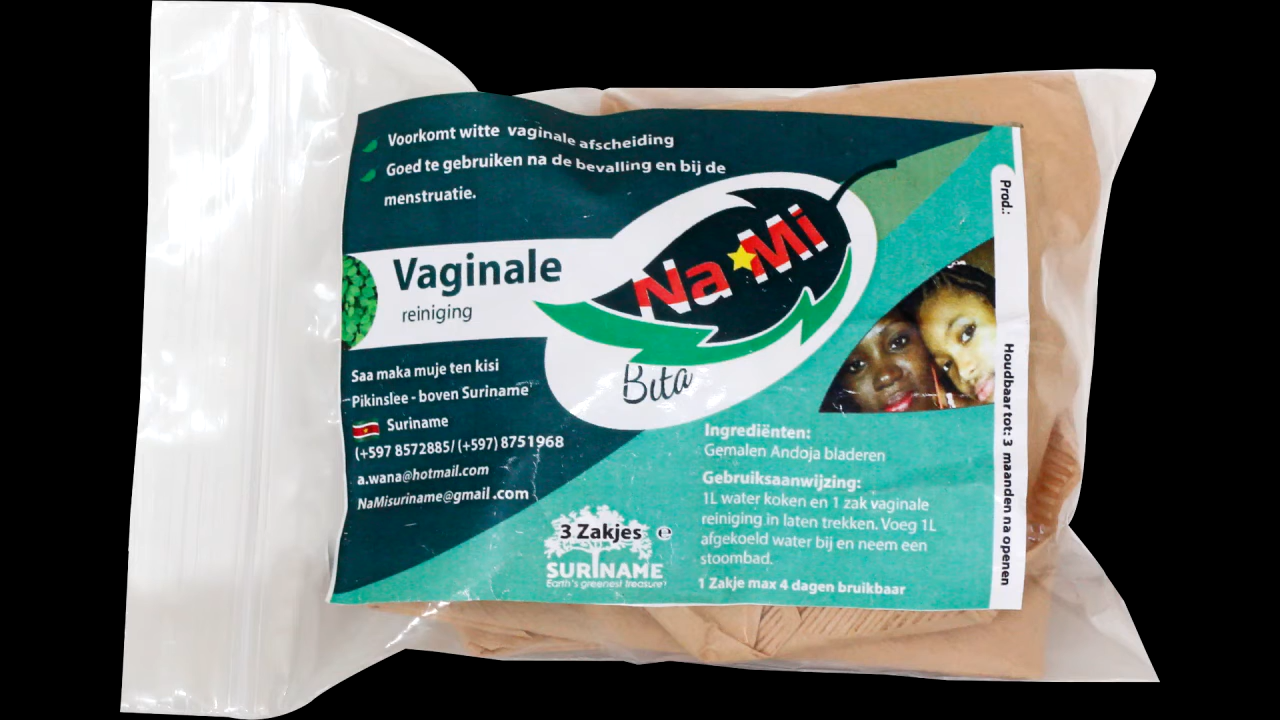 Voorkomt witte vaginale afscheiding
Goed te gebruiken na de bevalling en bij de
menstruatie.
Vaginale
reiniging
Na Mi
Bita
Saa maka muje ten kisi
Pikinslee - boven Suriname
Suriname
(+597 8572885/ (+597) 8751968
a.wana@hotmail.com
NaMisuriname@gmail.com
3 Zakjes ℮
SURINAME
Earth's greenest treasure
Ingrediënten:
Gemalen Andoja bladeren
Gebruiksaanwijzing:
1L water koken en 1 zak vaginale
reiniging in laten trekken. Voeg 1L
afgekoeld water bij en neem een
stoombad.
1 Zakje max 4 dagen bruikbaar
Prod.:
Houdbaar tot: 3 maanden na openen